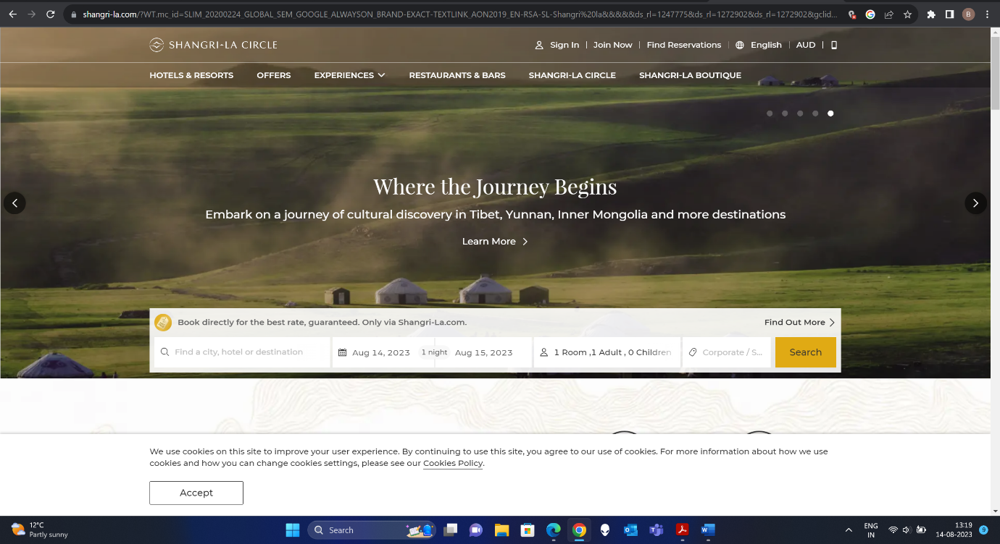 shangri-la.com/?WT.mc_id=SLIM_20200224_GLOBAL_SEM_GOOGLE_ALWAYSON_BRAND-EXACT-TEXTLINK_AON2019_EN-RSA-SL-Shangri%20la&&&&&ds_rl=1247775&ds_rl=1272902&ds_rl=1272902&gclid...
B
SHANGRI-LA CIRCLE
Sign In | Join Now | Find Reservations | English | AUD |
HOTELS & RESORTS OFFERS EXPERIENCES RESTAURANTS & BARS SHANGRI-LA CIRCLE SHANGRI-LA BOUTIQUE
Where the Journey Begins
Embark on a journey of cultural discovery in Tibet, Yunnan, Inner Mongolia and more destinations
Learn More
Book directly for the best rate, guaranteed. Only via Shangri-La.com. Find Out More
Find a city, hotel or destination Aug 14, 2023 1 night Aug 15, 2023 1 Room ,1 Adult , 0 Children Corporate / S... Search
We use cookies on this site to improve your user experience. By continuing to use this site, you agree to our use of cookies. For more information about how we use
cookies and how you can change cookies settings, please see our Cookies Policy.
Accept
12°C
Partly sunny
Search
ENG
IN
13:19
14-08-2023
9